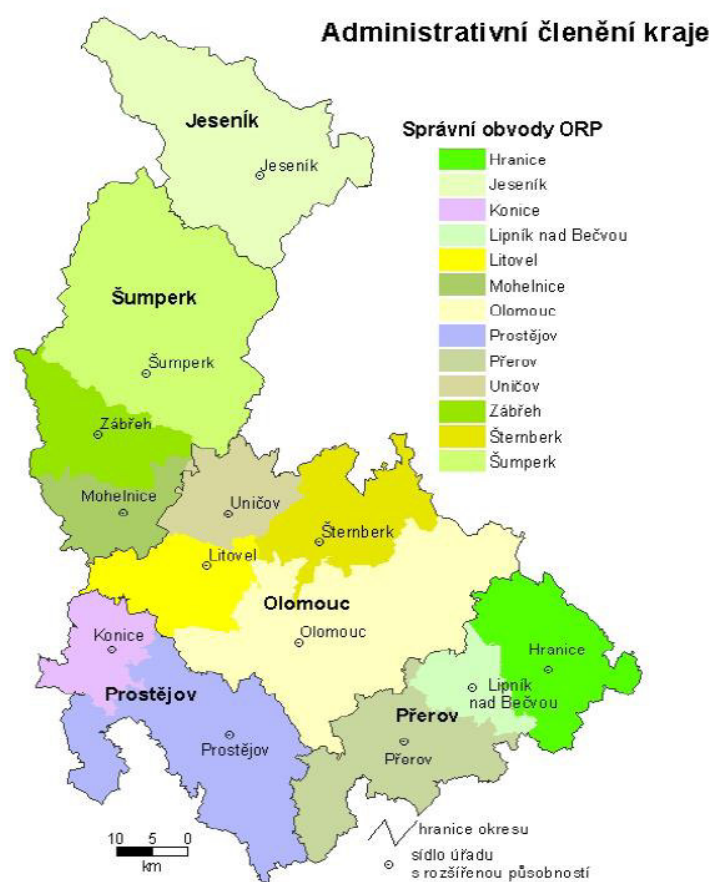 Administrativní členění kraje
Správní obvody ORP
Hranice
Jeseník
Konice
Lipník nad Bečvou
Litovel
Mohelnice
Olomouc
Prostějov
Přerov
Uničov
Zábřeh
Šternberk
Šumperk
Jeseník
Jeseník
Šumperk
Šumperk
Zábřeh
Mohelnice
Uničov
Šternberk
Litovel
Olomouc
Olomouc
Konice
Hranice
Prostějov
Lipník
nad Bečvou
Přerov
Prostějov
Přerov
hranice okresu
10 5 0
km
sídlo úřadu
s rozšířenou působností